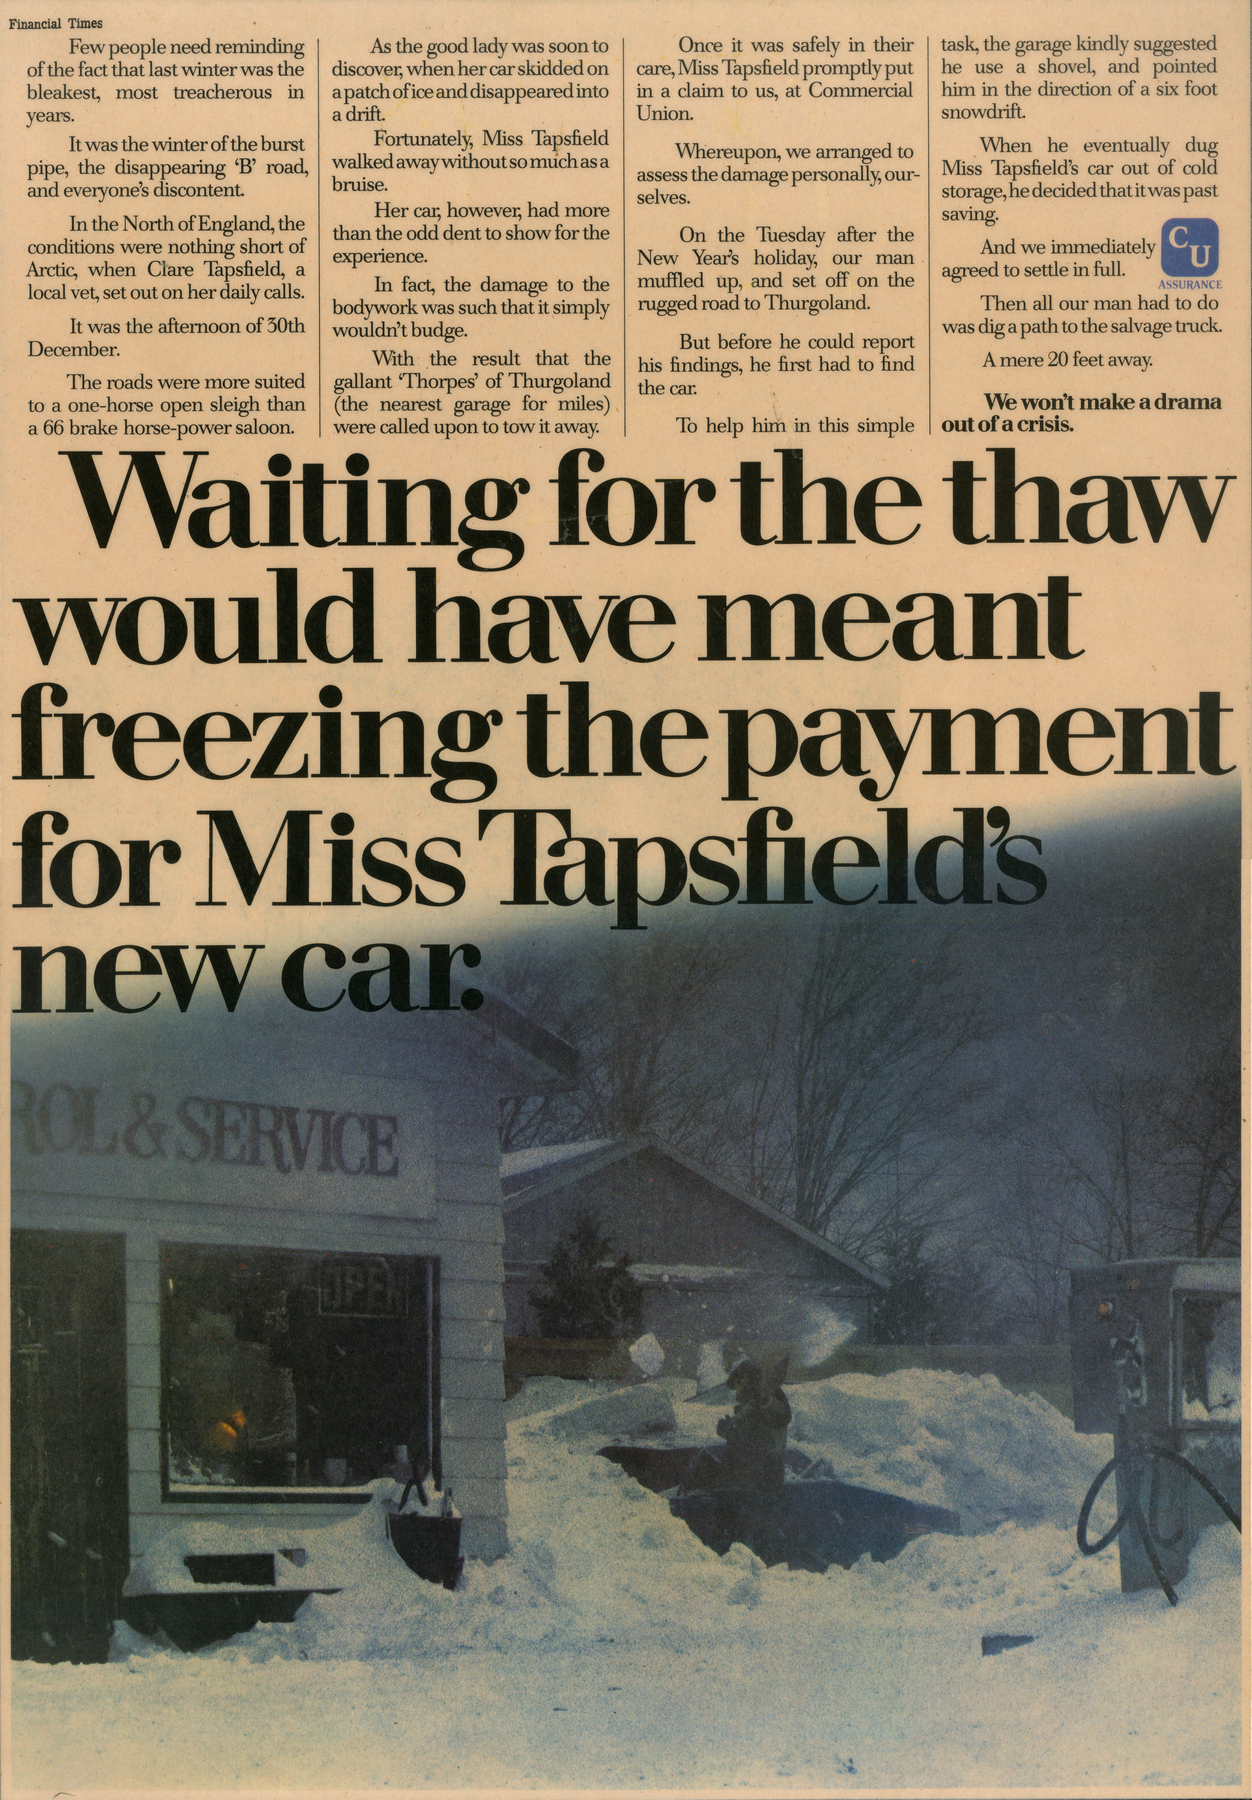 Financial Times
Few people need reminding
of the fact that last winter was the
bleakest, most treacherous in
years.
It was the winter of the burst
pipe, the disappearing ‘B’ road,
and everyone’s discontent.
In the North of England, the
conditions were nothing short of
Arctic, when Clare Tapsfield, a
local vet, set out on her daily calls.
It was the afternoon of 30th
December.
The roads were more suited
to a one-horse open sleigh than
a 66 brake horse-power saloon.
As the good lady was soon to
discover, when her car skidded on
a patch of ice and disappeared into
a drift.
Fortunately, Miss Tapsfield
walked away without so much as a
bruise.
Her car, however, had more
than the odd dent to show for the
experience.
In fact, the damage to the
bodywork was such that it simply
wouldn’t budge.
With the result that the
gallant ‘Thorpes’ of Thurgoland
(the nearest garage for miles)
were called upon to tow it away.
Once it was safely in their
care, Miss Tapsfield promptly put
in a claim to us, at Commercial
Union.
Whereupon, we arranged to
assess the damage personally, our-
selves.
On the Tuesday after the
New Year’s holiday, our man
muffled up, and set off on the
rugged road to Thurgoland.
But before he could report
his findings, he first had to find
the car.
To help him in this simple
task, the garage kindly suggested
he use a shovel, and pointed
him in the direction of a six foot
snowdrift.
When he eventually dug
Miss Tapsfield’s car out of cold
storage, he decided that it was past
saving.
And we immediately
agreed to settle in full.
CU
ASSURANCE
Then all our man had to do
was dig a path to the salvage truck.
A mere 20 feet away.
We won’t make a drama
out of a crisis.
Waiting for the thaw
would have meant
freezing the payment
for Miss Tapsfield’s
new car.
ROL & SERVICE
OPEN